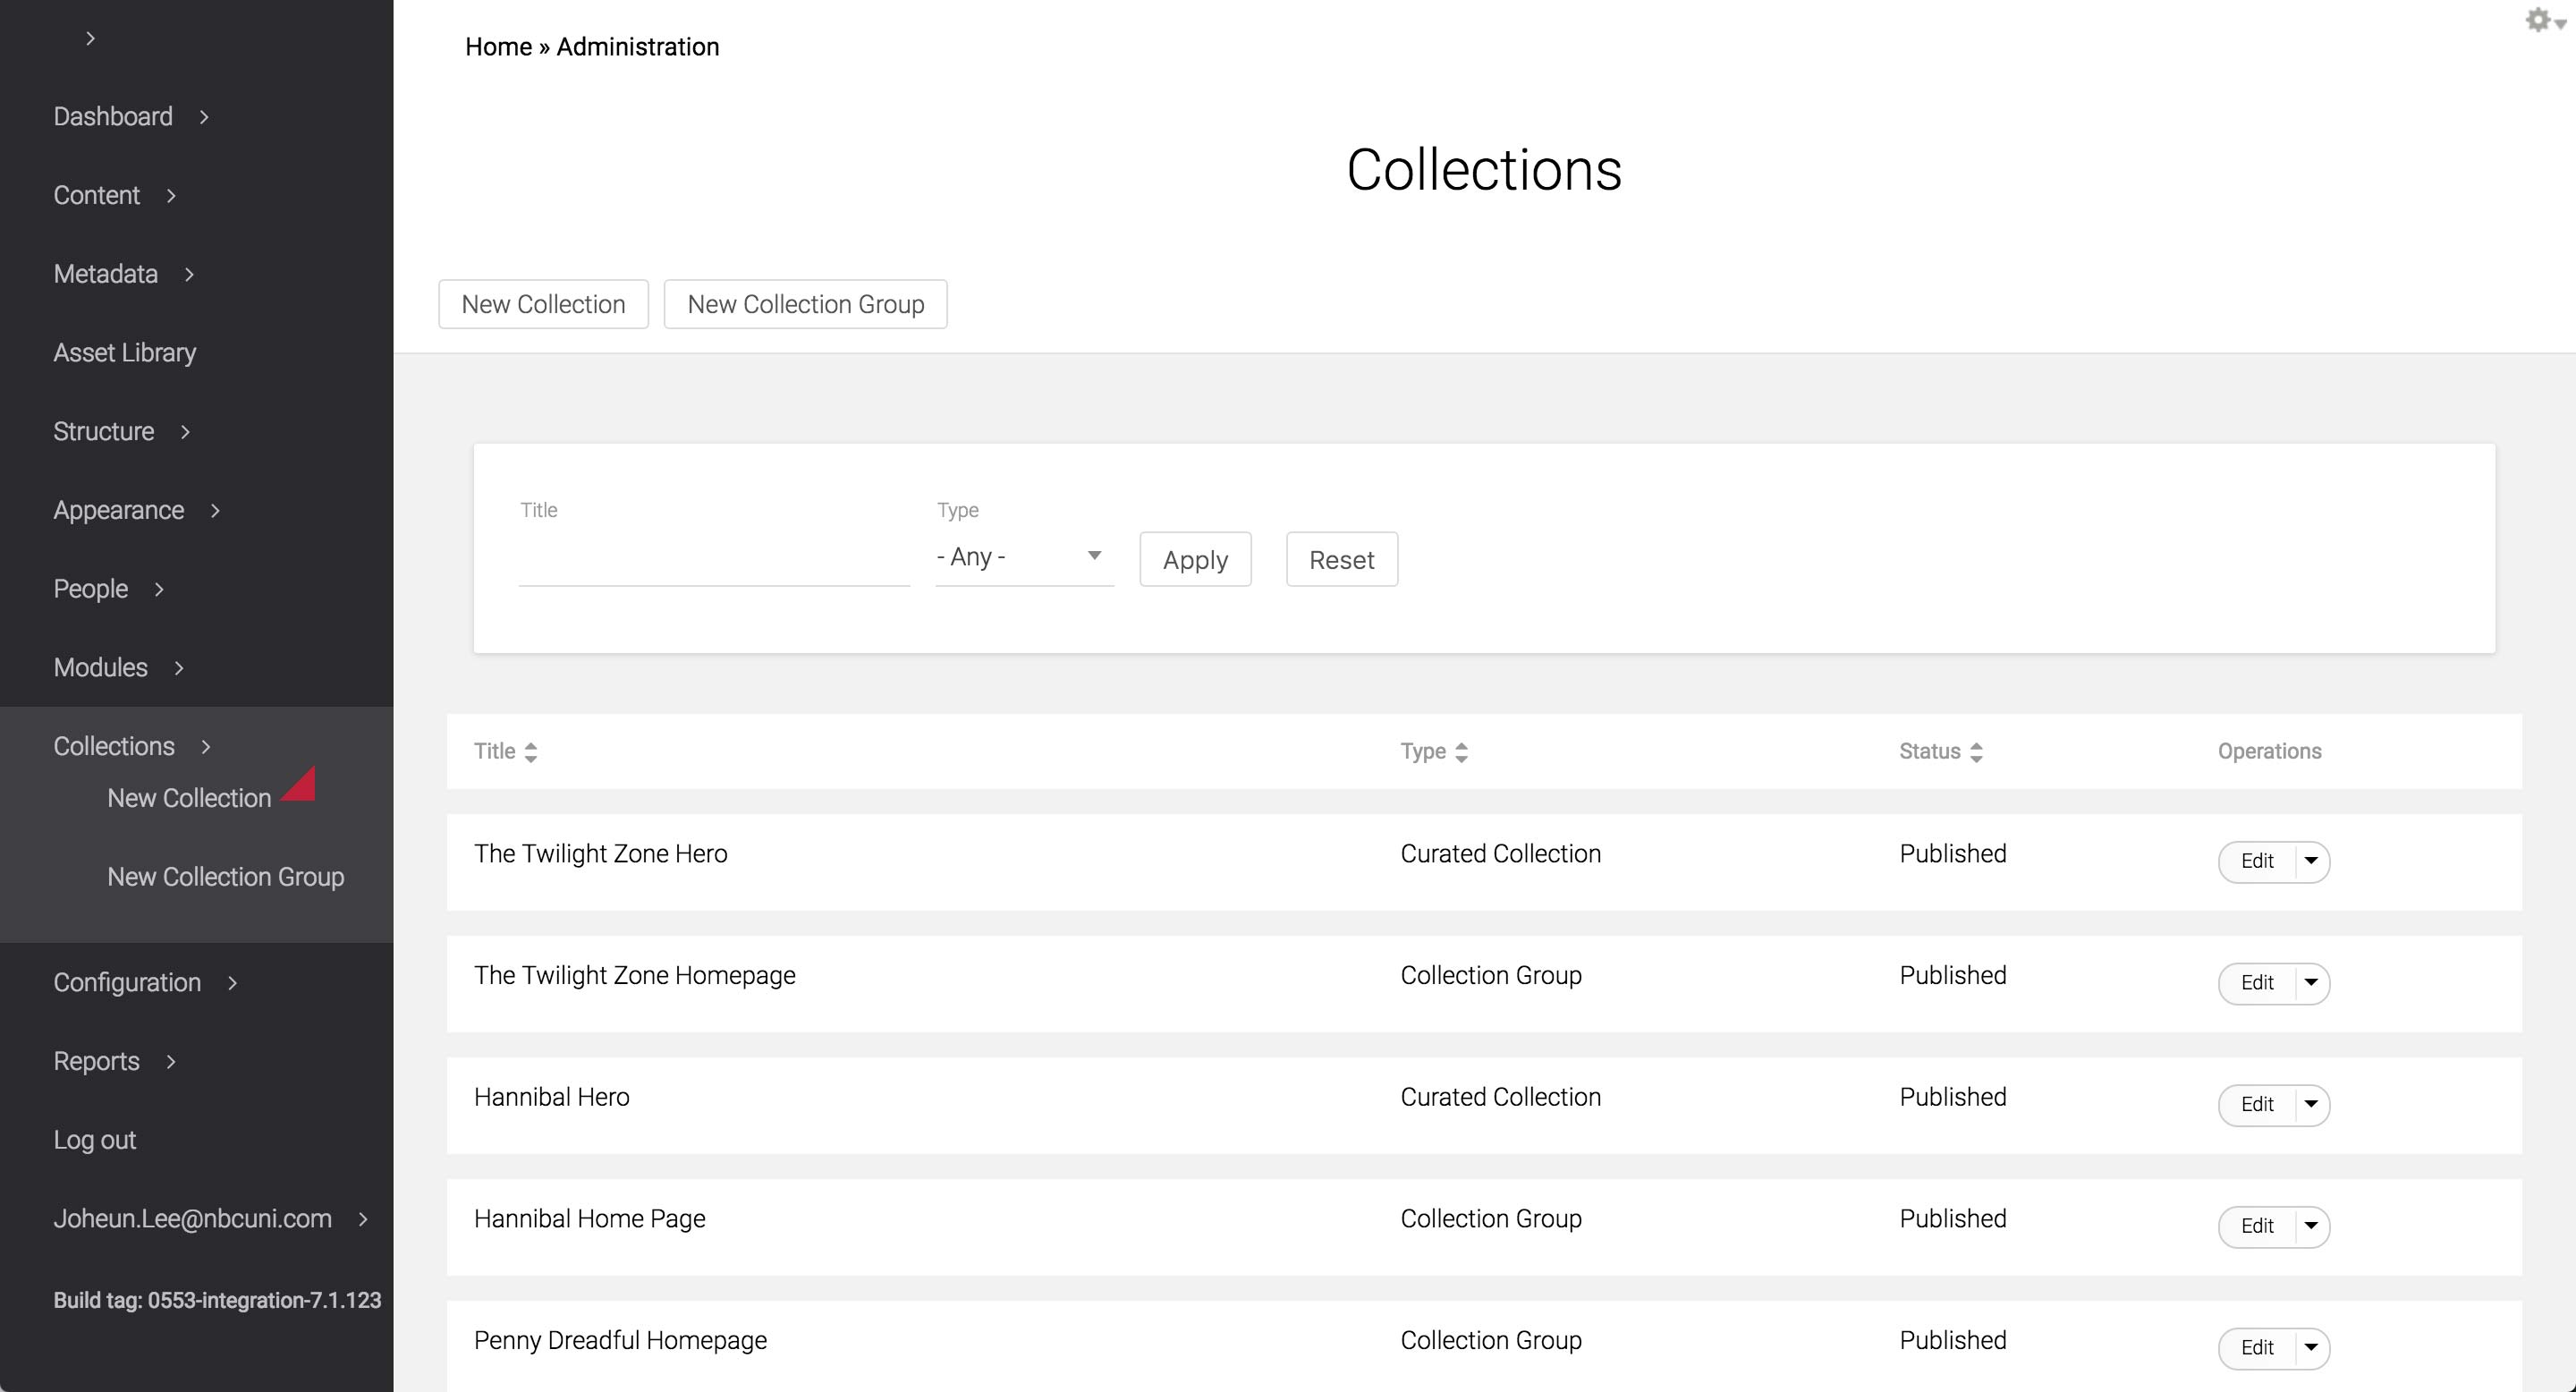 Dashboard
Content
Metadata
Asset Library
Structure
Appearance
People
Modules
Collections
New Collection
New Collection Group
Configuration
Reports
Log out
Joheun.Lee@nbcuni.com
Build tag: 0553-integration-7.1.123
Home » Administration
Collections
New Collection New Collection Group
Title Type
- Any - Apply Reset
Title Type Status Operations
The Twilight Zone Hero Curated Collection Published Edit
The Twilight Zone Homepage Collection Group Published Edit
Hannibal Hero Curated Collection Published Edit
Hannibal Home Page Collection Group Published Edit
Penny Dreadful Homepage Collection Group Published Edit